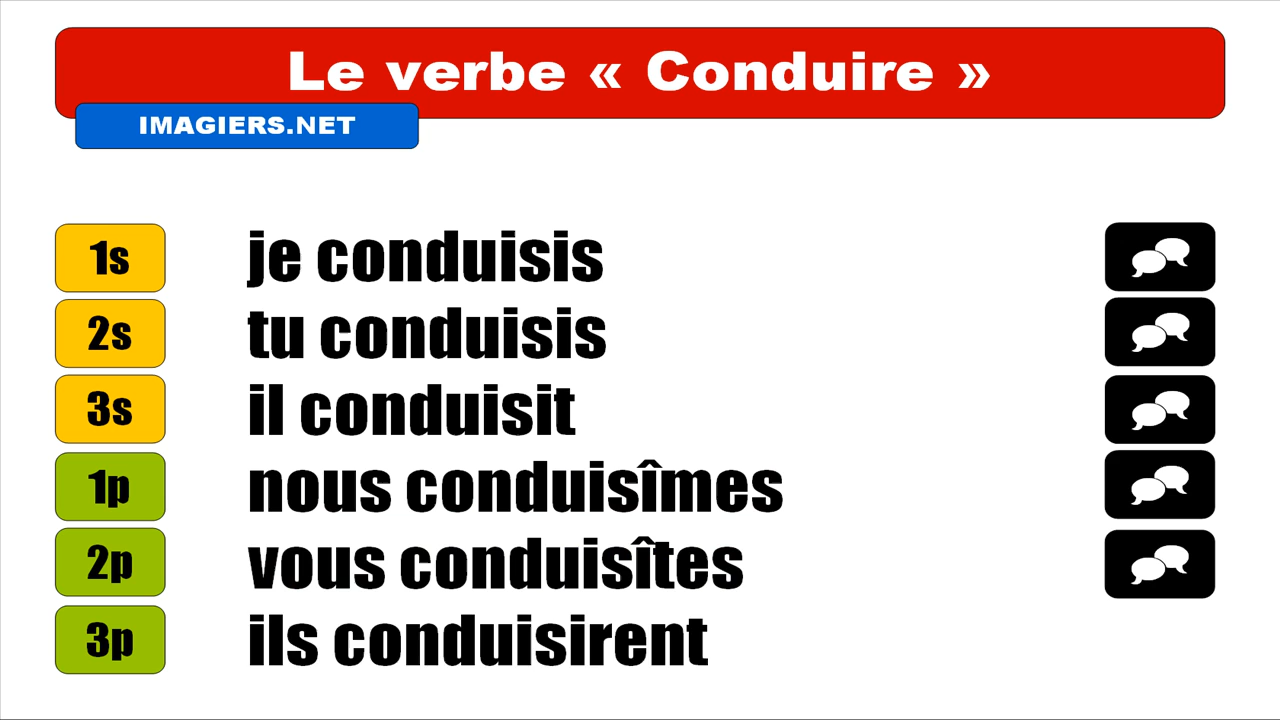 Le verbe « Conduire »
IMAGIERS.NET
1s je conduisis
2s tu conduisis
3s il conduisit
1p nous conduisîmes
2p vous conduisîtes
3p ils conduisirent